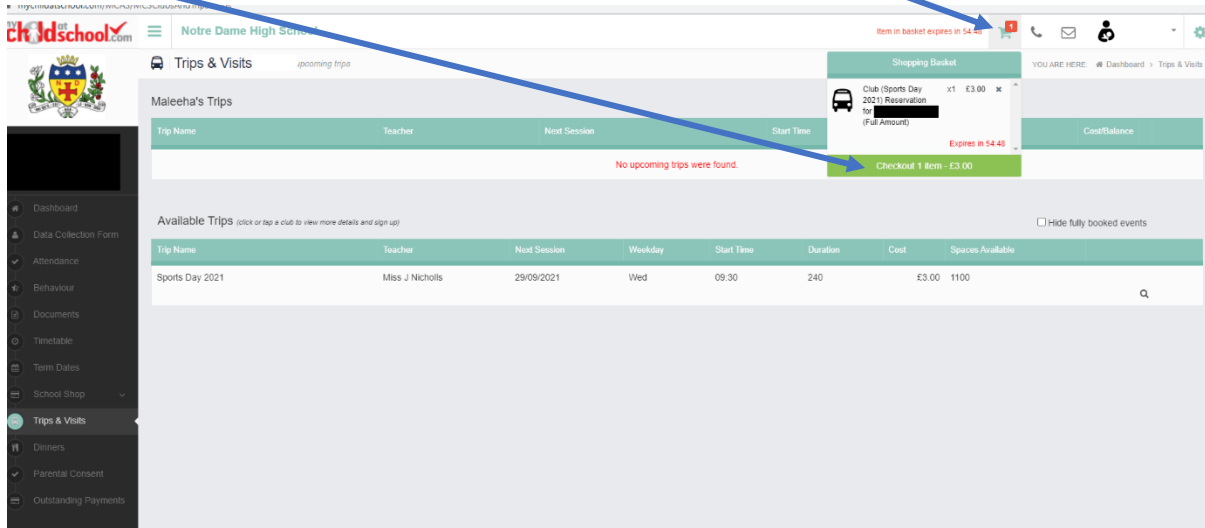 mychildatschool.com/MCAS/MCSClubsAndTrips
Notre Dame High School
Item in basket expires in 54:48
1
Trips & Visits
upcoming trips
Shopping Basket
YOU ARE HERE: Dashboard > Trips & Visits
Club (Sports Day 2021) Reservation for
(Full Amount)
x1 £3.00 ×
Expires in 54:48
Checkout 1 item - £3.00
Maleeha's Trips
Trip Name Teacher Next Session Start Time Cost/Balance
No upcoming trips were found.
Available Trips (click or tap a club to view more details and sign up)
Hide fully booked events
Trip Name Teacher Next Session Weekday Start Time Duration Cost Spaces Available
Sports Day 2021 Miss J Nicholls 29/09/2021 Wed 09:30 240 £3.00 1100
Dashboard
Data Collection Form
Attendance
Behaviour
Documents
Timetable
Term Dates
School Shop
Trips & Visits
Dinners
Parental Consent
Outstanding Payments